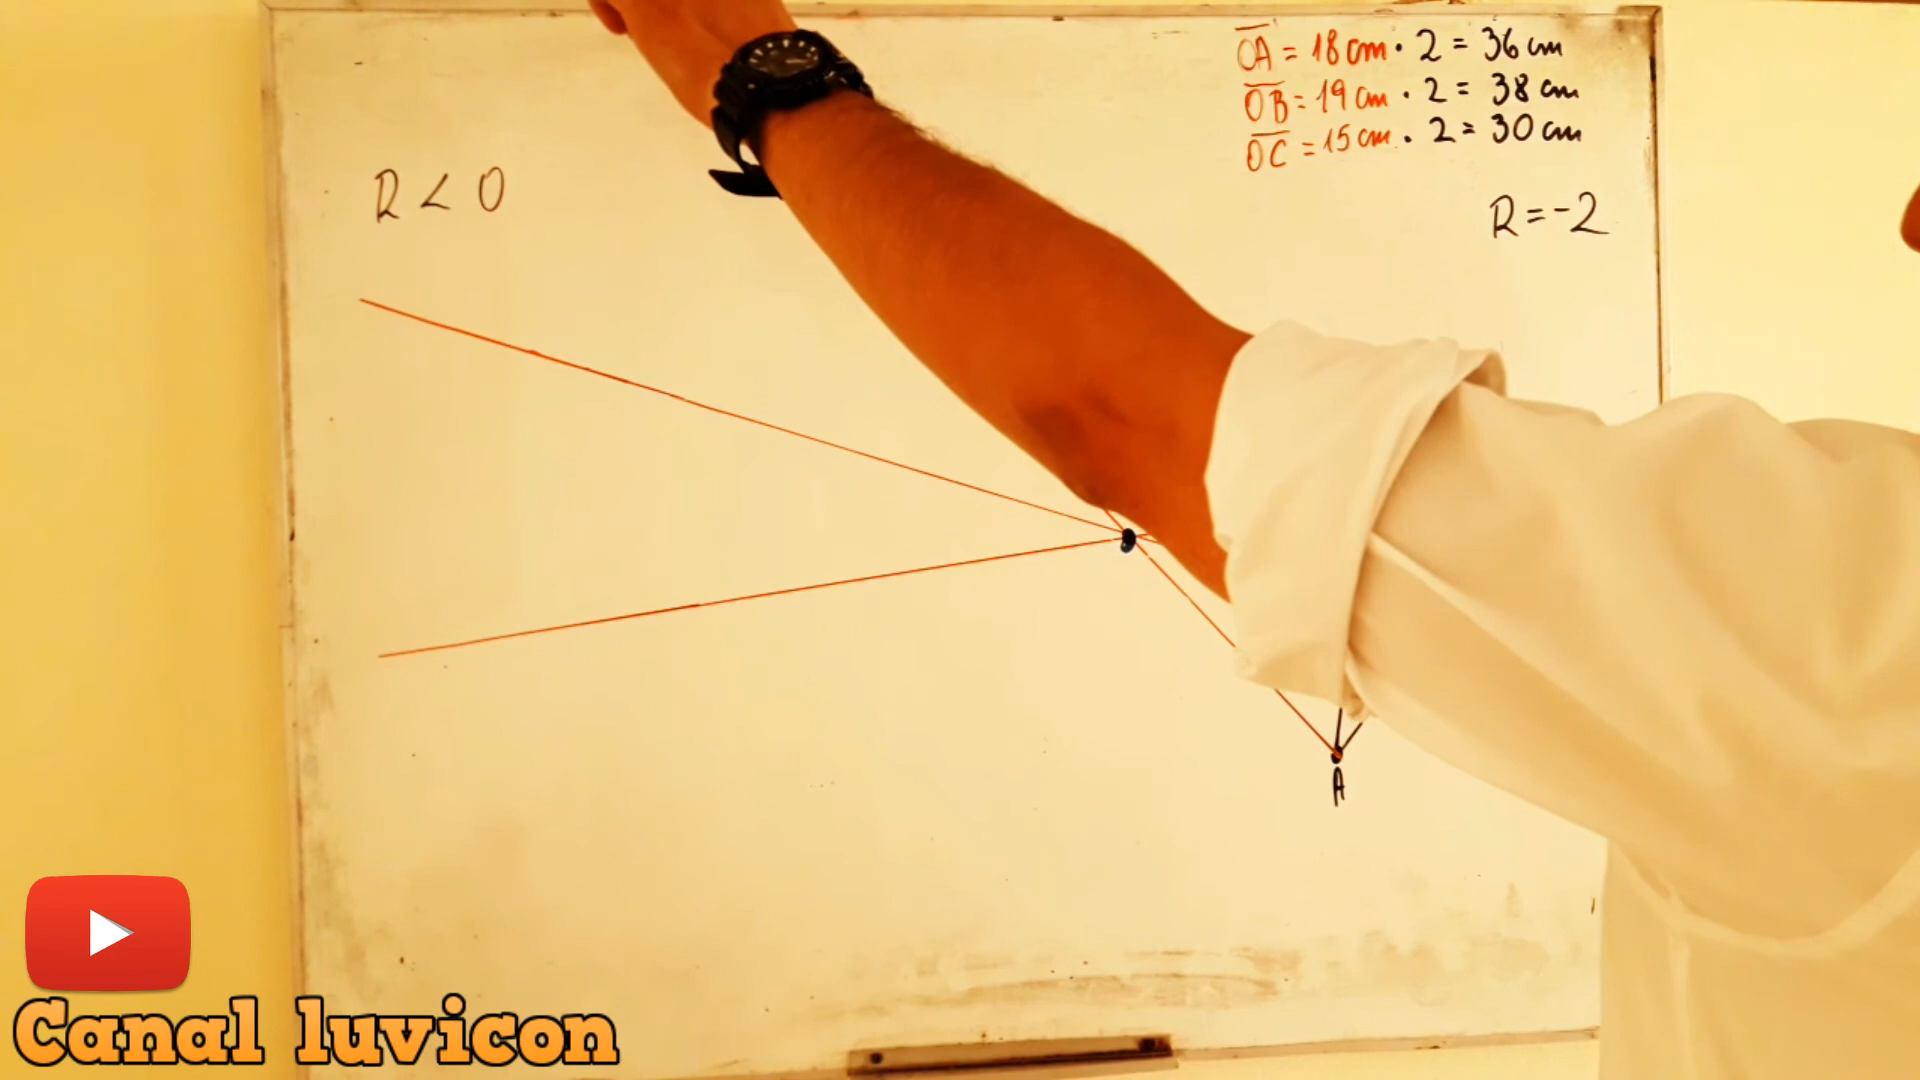 OA = 18 cm · 2 = 36 cm
OB = 19 cm · 2 = 38 cm
OC = 15 cm · 2 = 30 cm
R < 0
R = -2
A
Canal luvicon